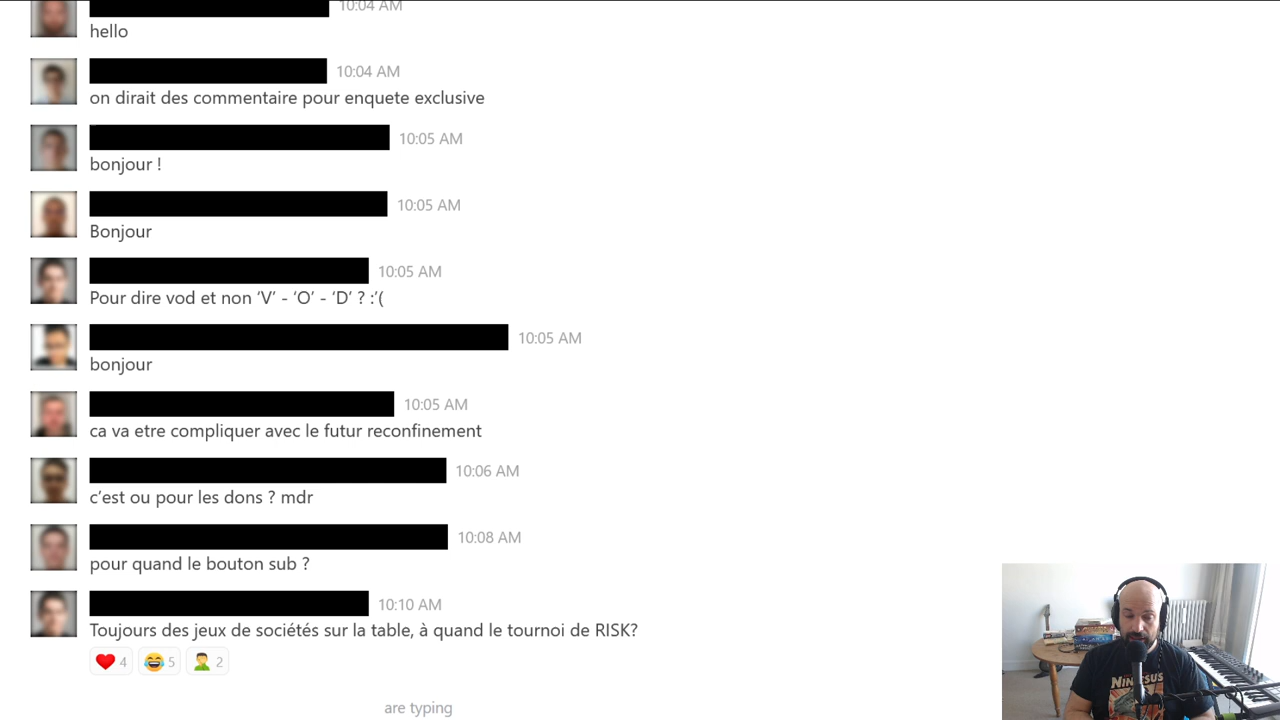 10:04 AM
hello
10:04 AM
on dirait des commentaire pour enquete exclusive
10:05 AM
bonjour !
10:05 AM
Bonjour
10:05 AM
Pour dire vod et non ‘V’ - ‘O’ - ‘D’ ? :’(
10:05 AM
bonjour
10:05 AM
ca va etre compliquer avec le futur reconfinement
10:06 AM
c’est ou pour les dons ? mdr
10:08 AM
pour quand le bouton sub ?
10:10 AM
Toujours des jeux de sociétés sur la table, à quand le tournoi de RISK?
4 5 2
are typing